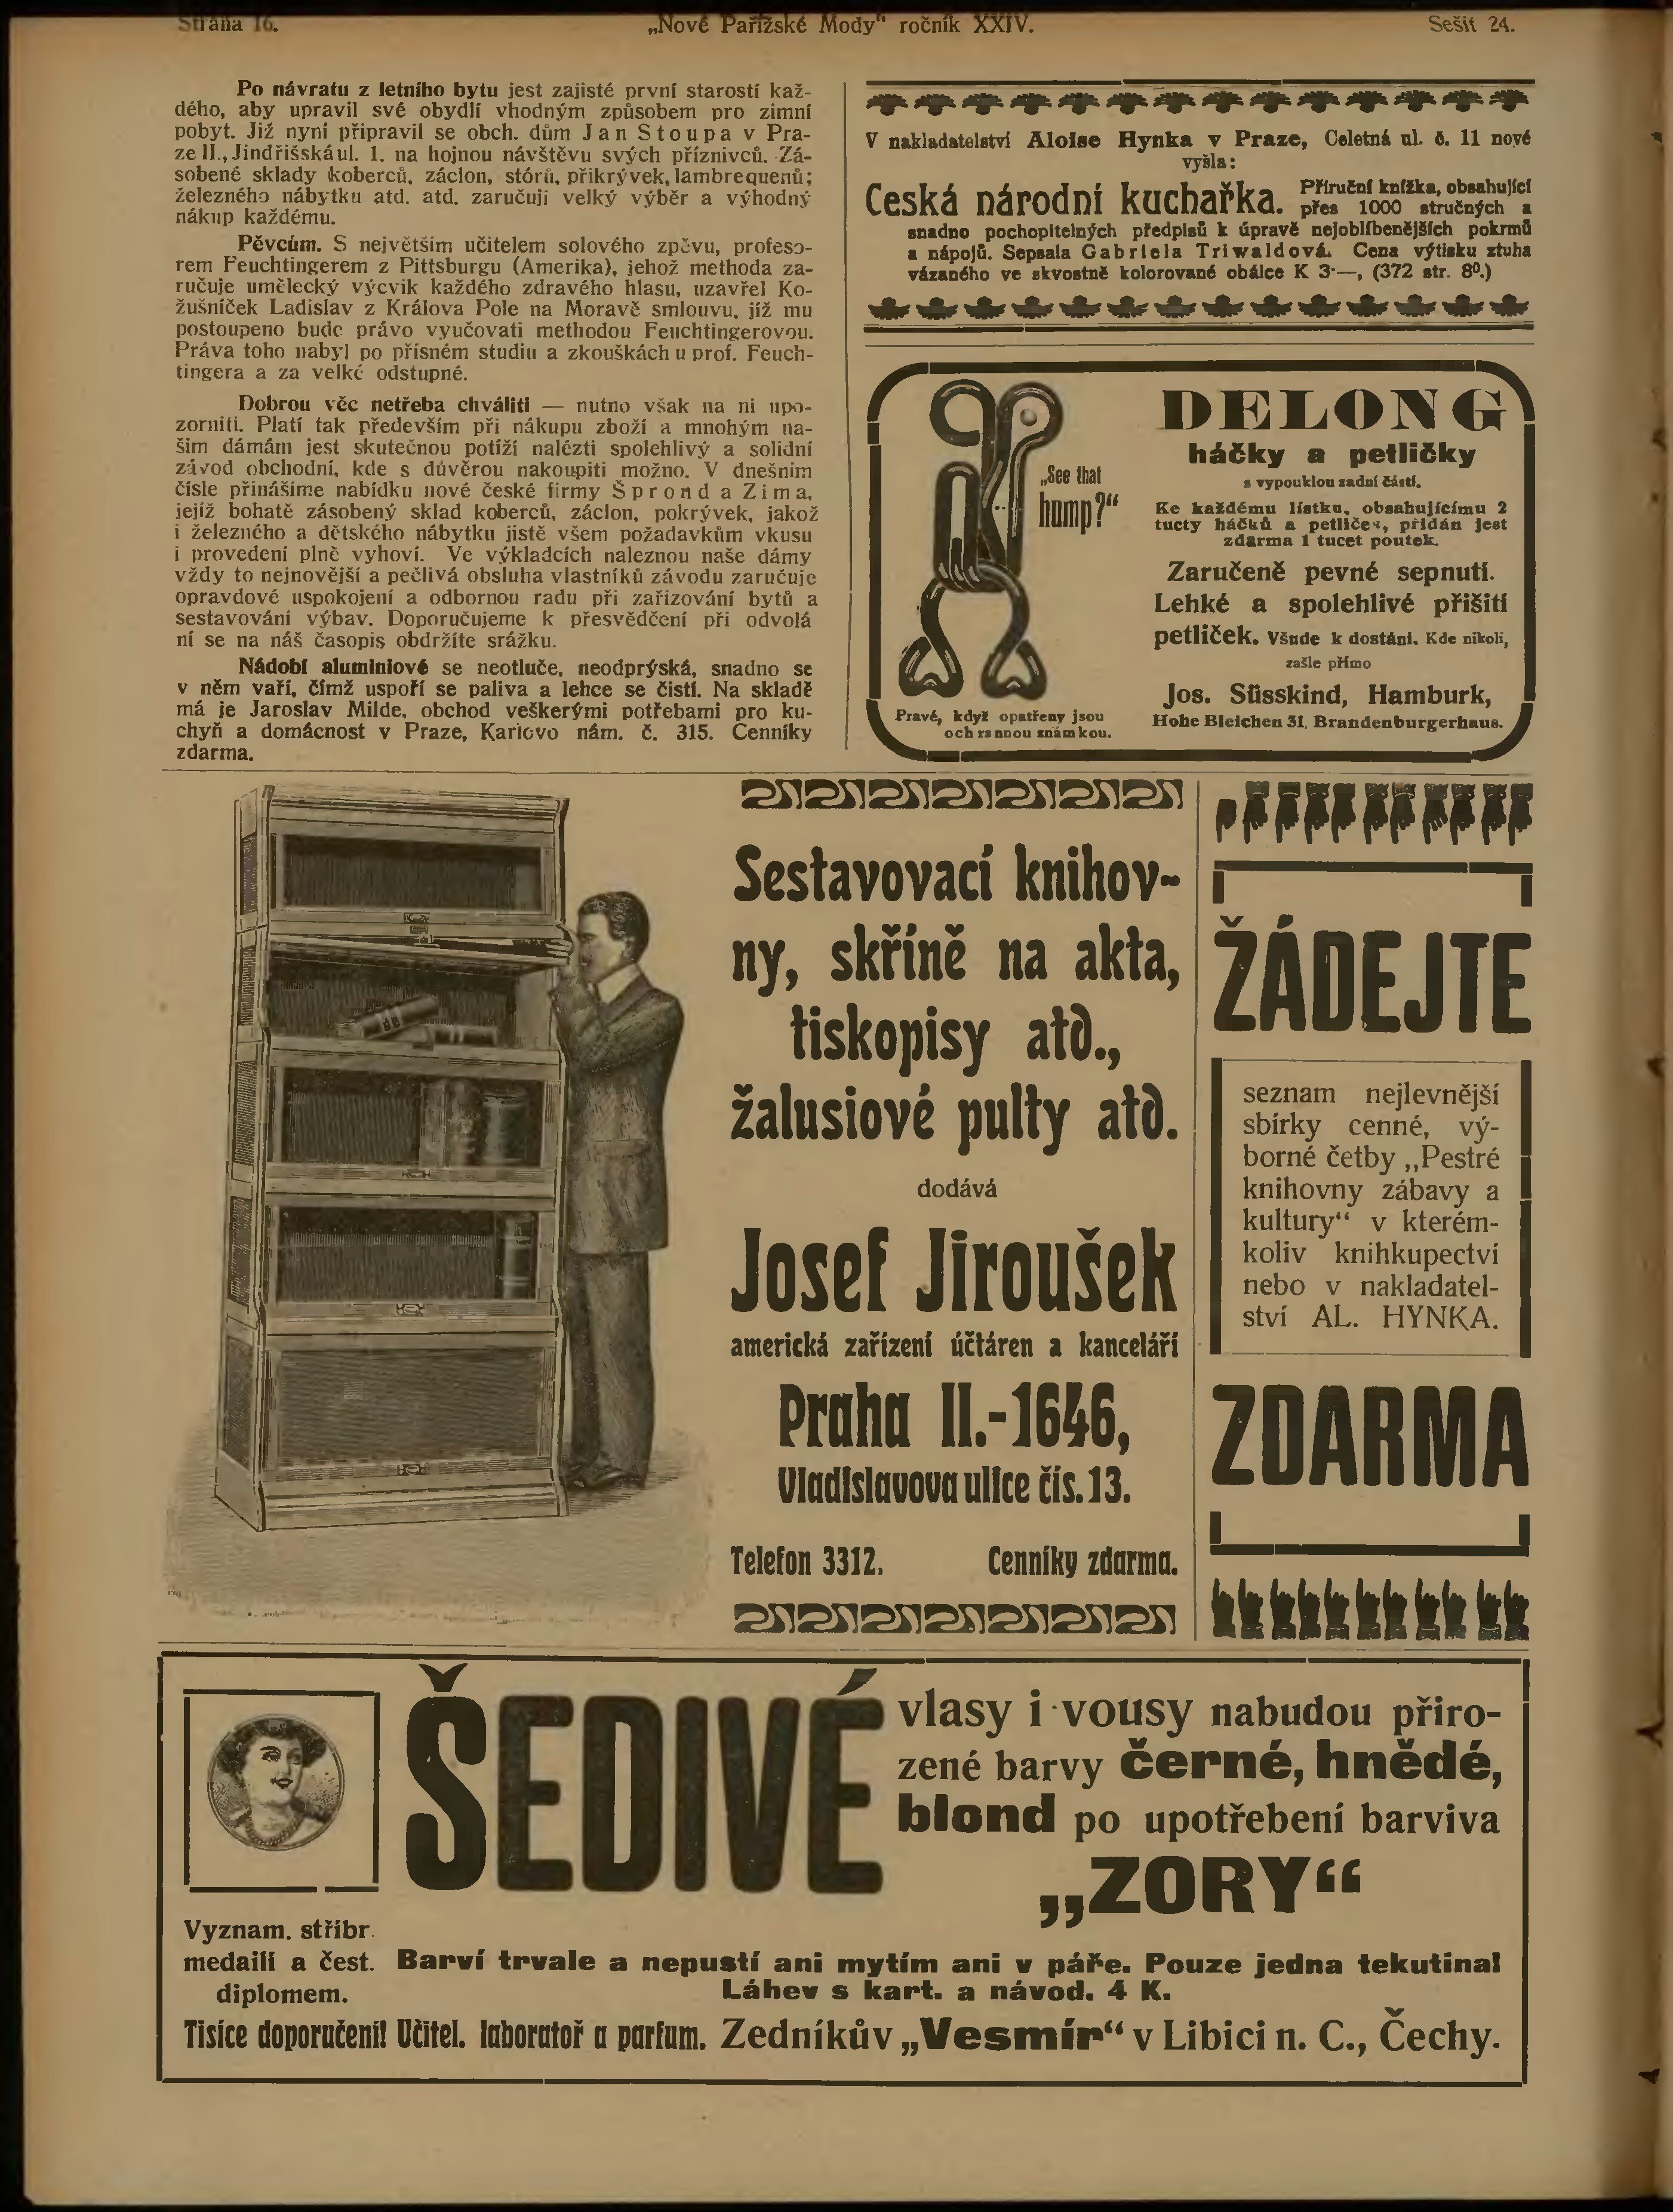 Strana 16.
„Nové Pařížské Mody“ ročník XXIV.
Sešit 24.
Po návratu z letního bytu jest zajisté první starostí kaž-
dého, aby upravil své obydlí vhodným způsobem pro zimní
pobyt. Již nyní připravil se obch. dům Jan Stoupa v Pra-
ze II., Jindřišská ul. 1. na hojnou návštěvu svých příznivců. Zá-
sobené sklady koberců, záclon, stórů, přikrývek, lambrequenů;
železného nábytku atd. atd. zaručují velký výběr a výhodný
nákup každému.
Pěvcům. S největším učitelem solového zpěvu, profeso-
rem Feuchtingerem z Pittsburgu (Amerika), jehož methoda za-
ručuje umělecký výcvik každého zdravého hlasu, uzavřel Ko-
žušníček Ladislav z Králova Pole na Moravě smlouvu, jíž mu
postoupeno bude právo vyučovati methodou Feuchtingerovou.
Práva toho nabyl po přísném studiu a zkouškách u prof. Feuch-
tingera a za velké odstupné.
Dobrou věc netřeba chváliti — nutno však na ni upo-
zorniti. Platí tak především při nákupu zboží a mnohým na-
šim dámám jest skutečnou potíží nalézti spolehlivý a solidní
závod obchodní, kde s důvěrou nakoupiti možno. V dnešním
čísle přinášíme nabídku nové české firmy Šprond a Zima,
jejíž bohatě zásobený sklad koberců, záclon, pokrývek, jakož
i železného a dětského nábytku jistě všem požadavkům vkusu
i provedení plně vyhoví. Ve výkladcích naleznou naše dámy
vždy to nejnovější a pečlivá obsluha vlastníků závodu zaručuje
opravdové uspokojení a odbornou radu při zařizování bytů a
sestavování výbav. Doporučujeme k přesvědčení při odvolá
ní se na náš časopis obdržíte srážku.
Nádobí aluminiové se neotluče, neodprýská, snadno se
v něm vaří, čímž uspoří se paliva a lehce se čistí. Na skladě
má je Jaroslav Milde, obchod veškerými potřebami pro ku-
chyň a domácnost v Praze, Karlovo nám. č. 315. Cenníky
zdarma.
V nakladatelství Aloise Hynka v Praze, Celetná ul. č. 11 nové
vyšla:
Česká národní kuchařka. Příruční knížka, obsahující
přes 1000 stručných a
snadno pochopitelných předpisů k úpravě nejoblíbenějších pokrmů
a nápojů. Sepsala Gabriela Triwaldová. Cena výtisku ztuha
vázaného ve skvostně kolorované obálce K 3·—, (372 str. 8⁰.)
„See that
hump?“
Pravé, když opatřeny jsou
ochrannou známkou.
DELONG
háčky a petličky
s vypouklou zadní částí.
Ke každému lístku, obsahujícímu 2
tucty háčků a petliček, přidán jest
zdarma 1 tucet poutek.
Zaručeně pevné sepnutí.
Lehké a spolehlivé přišití
petliček. Všude k dostání. Kde nikoli,
zašle přímo
Jos. Süsskind, Hamburk,
Hohe Bleichen 31, Brandenburgerhaus.
Sestavovací knihov-
ny, skříně na akta,
tiskopisy atd.,
žalusiové pulty atd.
dodává
Josef Jiroušek
americká zařízení účtáren a kanceláří
Praha II.-1646,
Vladislavova ulice čís. 13.
Telefon 3312. Cenníky zdarma.
ŽÁDEJTE
seznam nejlevnější
sbírky cenné, vý-
borné četby „Pestré
knihovny zábavy a
kultury“ v kterém-
koliv knihkupectví
nebo v nakladatel-
ství AL. HYNKA.
ZDARMA
ŠEDIVÉ
vlasy i vousy nabudou přiro-
zené barvy černé, hnědé,
blond po upotřebení barviva
„ZORY“
Vyznam. stříbr.
medailí a čest.
diplomem.
Barví trvale a nepustí ani mytím ani v páře. Pouze jedna tekutina!
Láhev s kart. a návod. 4 K.
Tisíce doporučení! Učitel. laboratoř a parfum. Zedníkův „Vesmír“ v Libici n. C., Čechy.